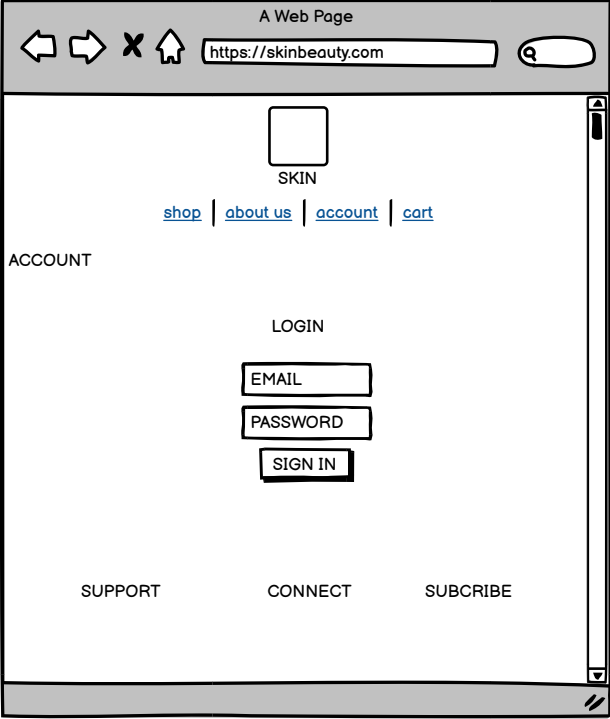 A Web Page
https://skinbeauty.com
SKIN
shop about us account cart
ACCOUNT
LOGIN
EMAIL
PASSWORD
SIGN IN
SUPPORT CONNECT SUBCRIBE